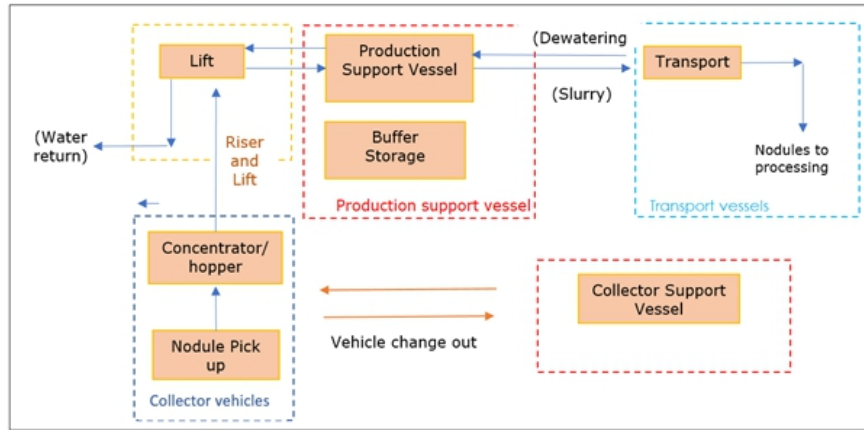 Lift
Production
Support Vessel
(Dewatering
Transport
(Slurry)
(Water
return)
Riser
and
Lift
Buffer
Storage
Nodules to
processing
Production support vessel
Transport vessels
Concentrator/
hopper
Collector Support
Vessel
Nodule Pick
up
Vehicle change out
Collector vehicles